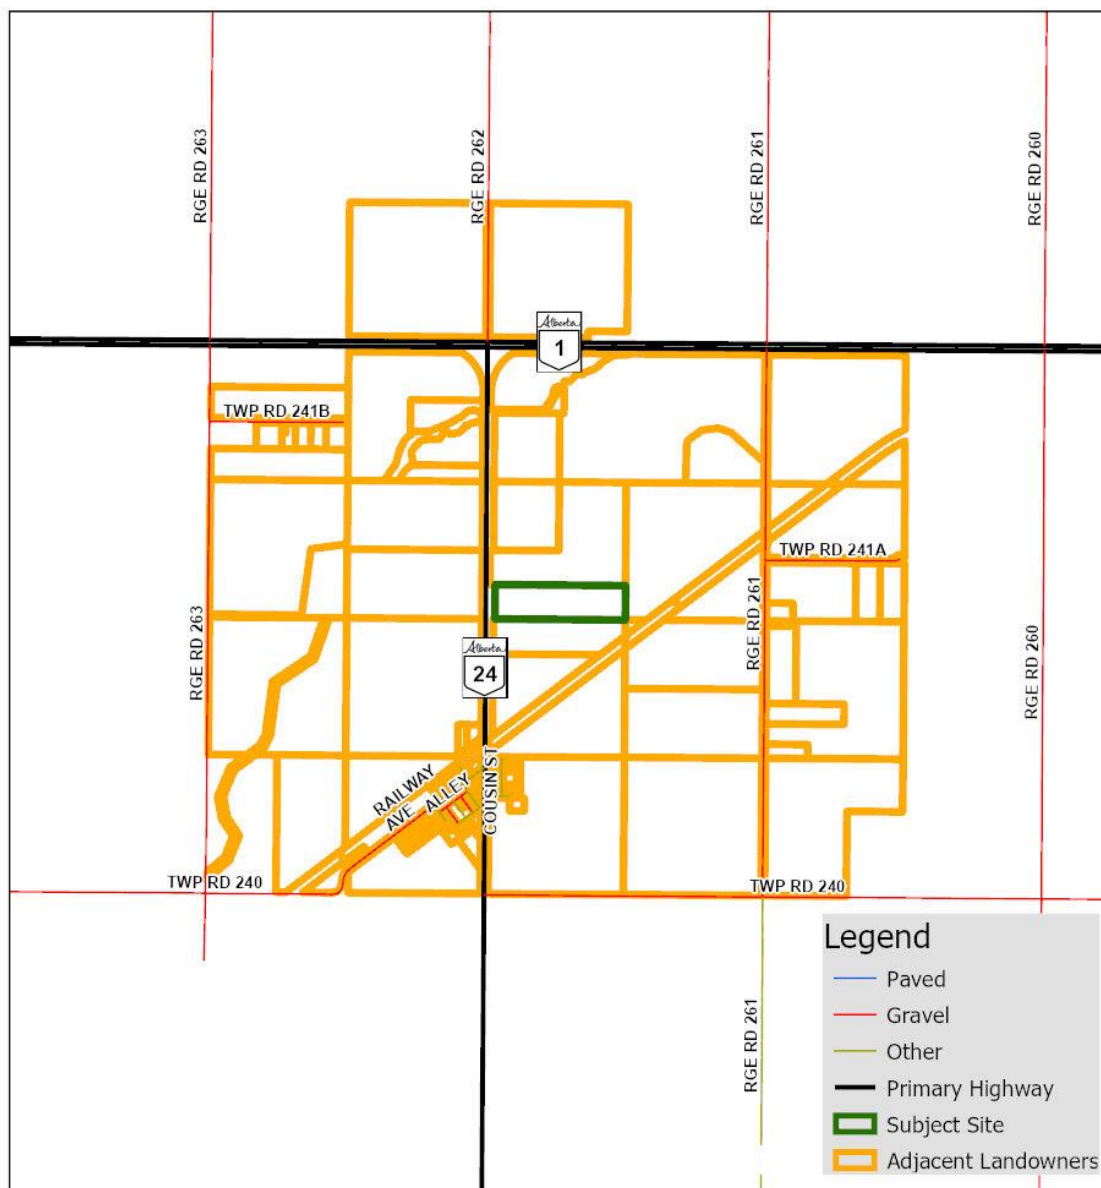 RGE RD 263
RGE RD 262
RGE RD 261
RGE RD 260
Alberta
1
TWP RD 241B
TWP RD 241A
RGE RD 263
Alberta
24
RGE RD 261
RGE RD 260
RAILWAY
AVE ALLEY
COUSIN ST
TWP RD 240
TWP RD 240
RGE RD 261
Legend
Paved
Gravel
Other
Primary Highway
Subject Site
Adjacent Landowners